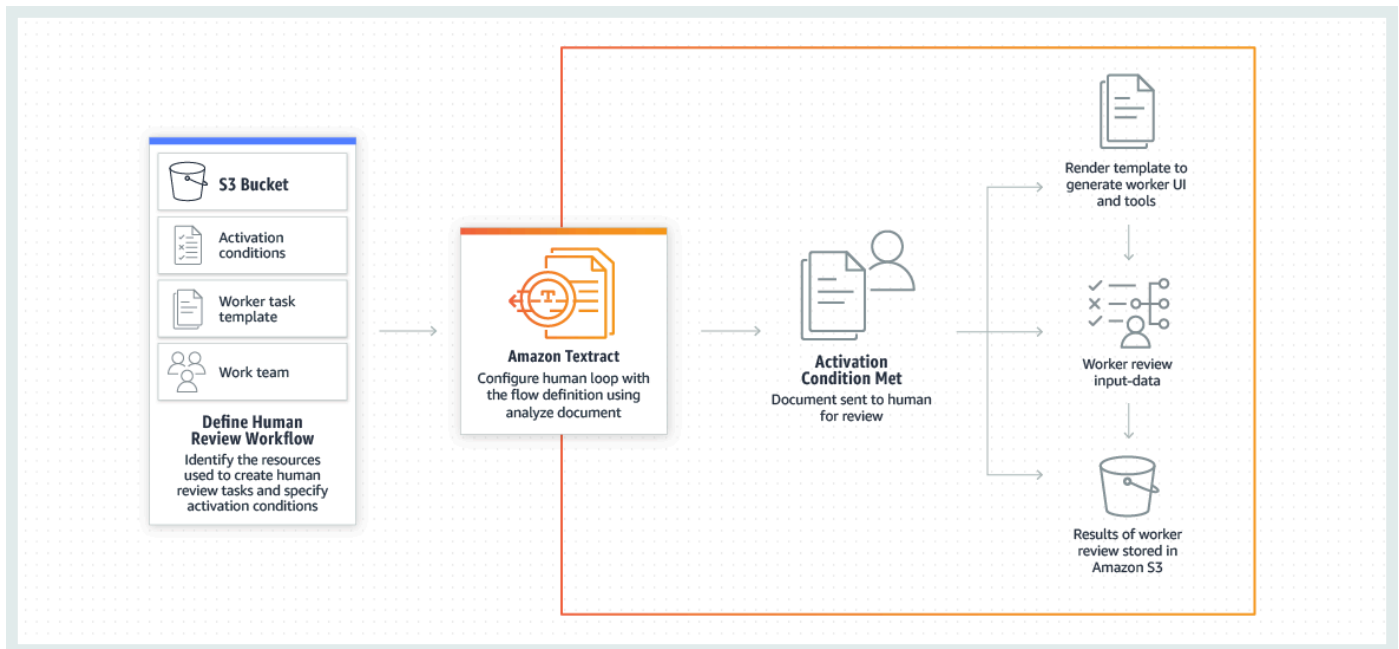 S3 Bucket
Activation
conditions
Worker task
template
Work team
Define Human
Review Workflow
Identify the resources
used to create human
review tasks and specify
activation conditions
T
Amazon Textract
Configure human loop with
the flow definition using
analyze document
Activation
Condition Met
Document sent to human
for review
Render template to
generate worker UI
and tools
Worker review
input-data
Results of worker
review stored in
Amazon S3